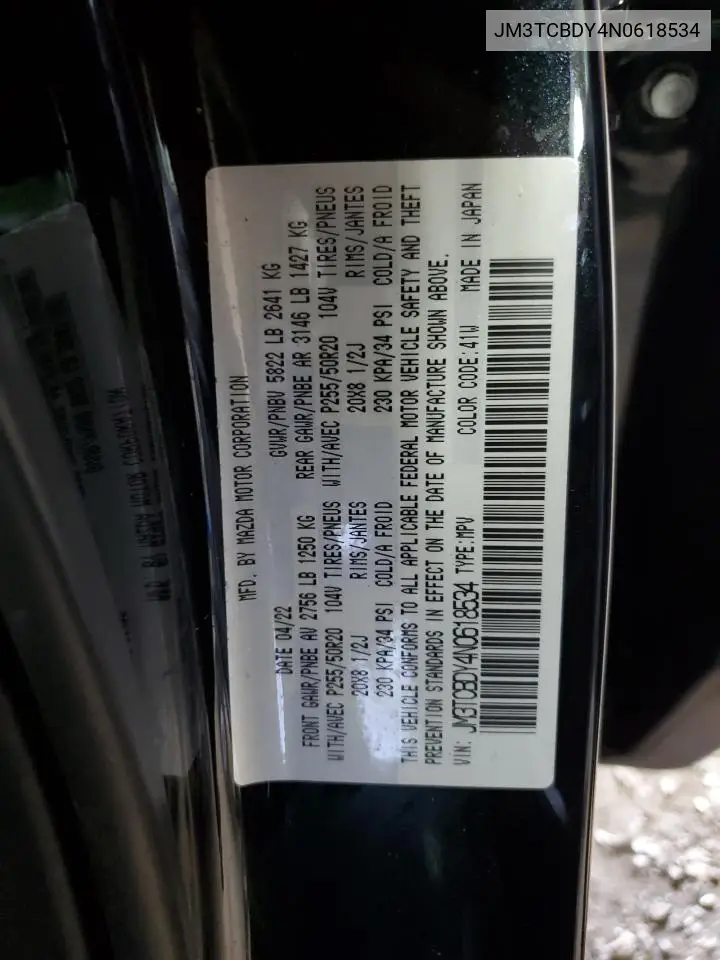 JM3TCBDY4N0618534
MFD. BY MAZDA MOTOR CORPORATION
DATE 04/22 GVWR/PNBV 5822 LB 2641 KG
FRONT GAWR/PNBE AV 2756 LB 1250 KG REAR GAWR/PNBE AR 3146 LB 1427 KG
WITH/AVEC P255/50R20 104V TIRES/PNEUS WITH/AVEC P255/50R20 104V TIRES/PNEUS
20X8 1/2J RIMS/JANTES 20X8 1/2J RIMS/JANTES
230 KPA/34 PSI COLD/A FROID 230 KPA/34 PSI COLD/A FROID
THIS VEHICLE CONFORMS TO ALL APPLICABLE FEDERAL MOTOR VEHICLE SAFETY AND THEFT
PREVENTION STANDARDS IN EFFECT ON THE DATE OF MANUFACTURE SHOWN ABOVE.
VIN: JM3TCBDY4N0618534 TYPE:MPV COLOR CODE:41W MADE IN JAPAN